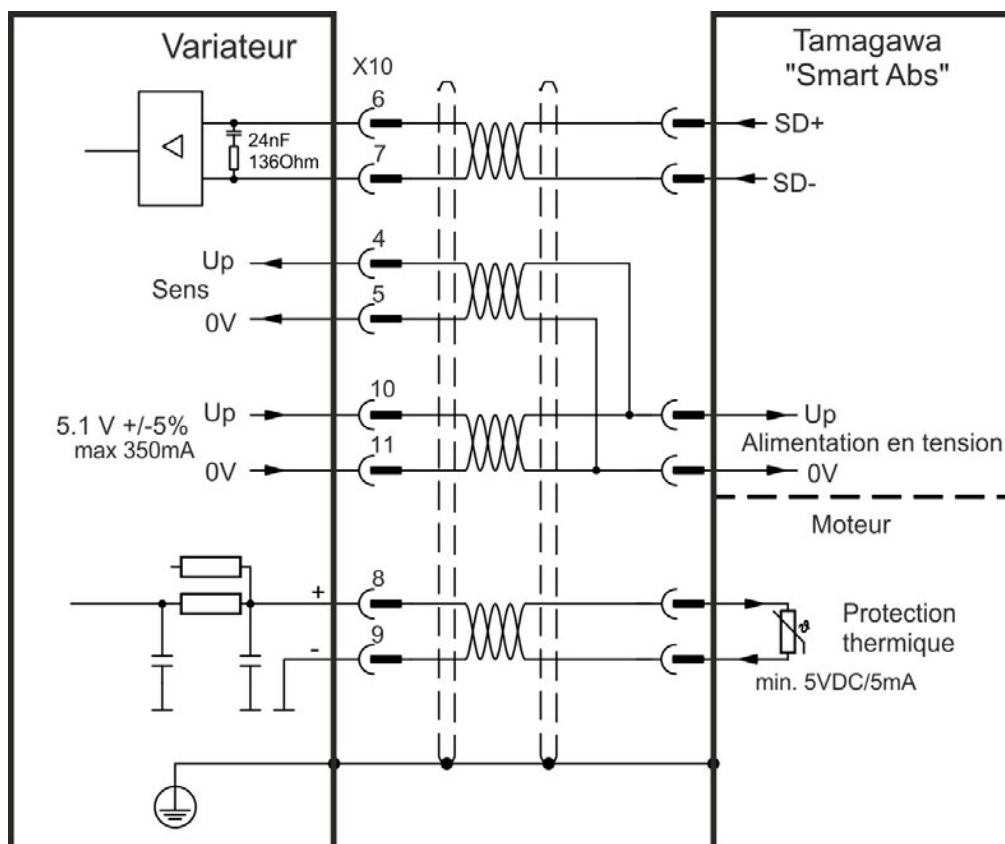 Variateur
X10
Tamagawa
"Smart Abs"
6
SD+
24nF
136Ohm
7
SD-
4
Up
Sens
5
0V
10
Up
Up
5.1 V +/-5%
max 350mA
Alimentation en tension
11
0V
0V
Moteur
8
+
Protection
thermique
9
-
min. 5VDC/5mA